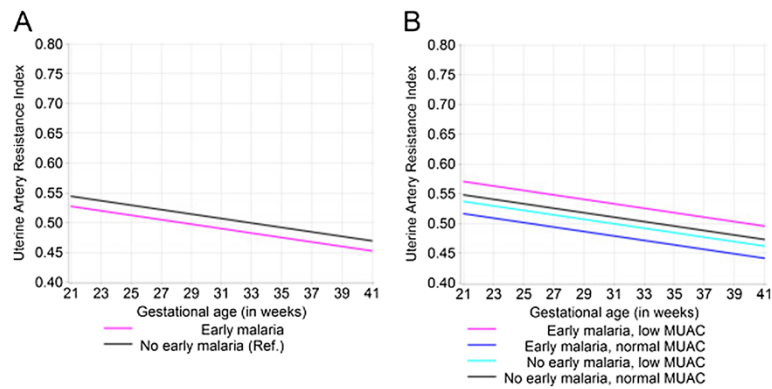 A
Uterine Artery Resistance Index
0.80
0.75
0.70
0.65
0.60
0.55
0.50
0.45
0.40
21 23 25 27 29 31 33 35 37 39 41
Gestational age (in weeks)
Early malaria
No early malaria (Ref.)
B
Uterine Artery Resistance Index
0.80
0.75
0.70
0.65
0.60
0.55
0.50
0.45
0.40
21 23 25 27 29 31 33 35 37 39 41
Gestational age (in weeks)
Early malaria, low MUAC
Early malaria, normal MUAC
No early malaria, low MUAC
No early malaria, normal MUAC